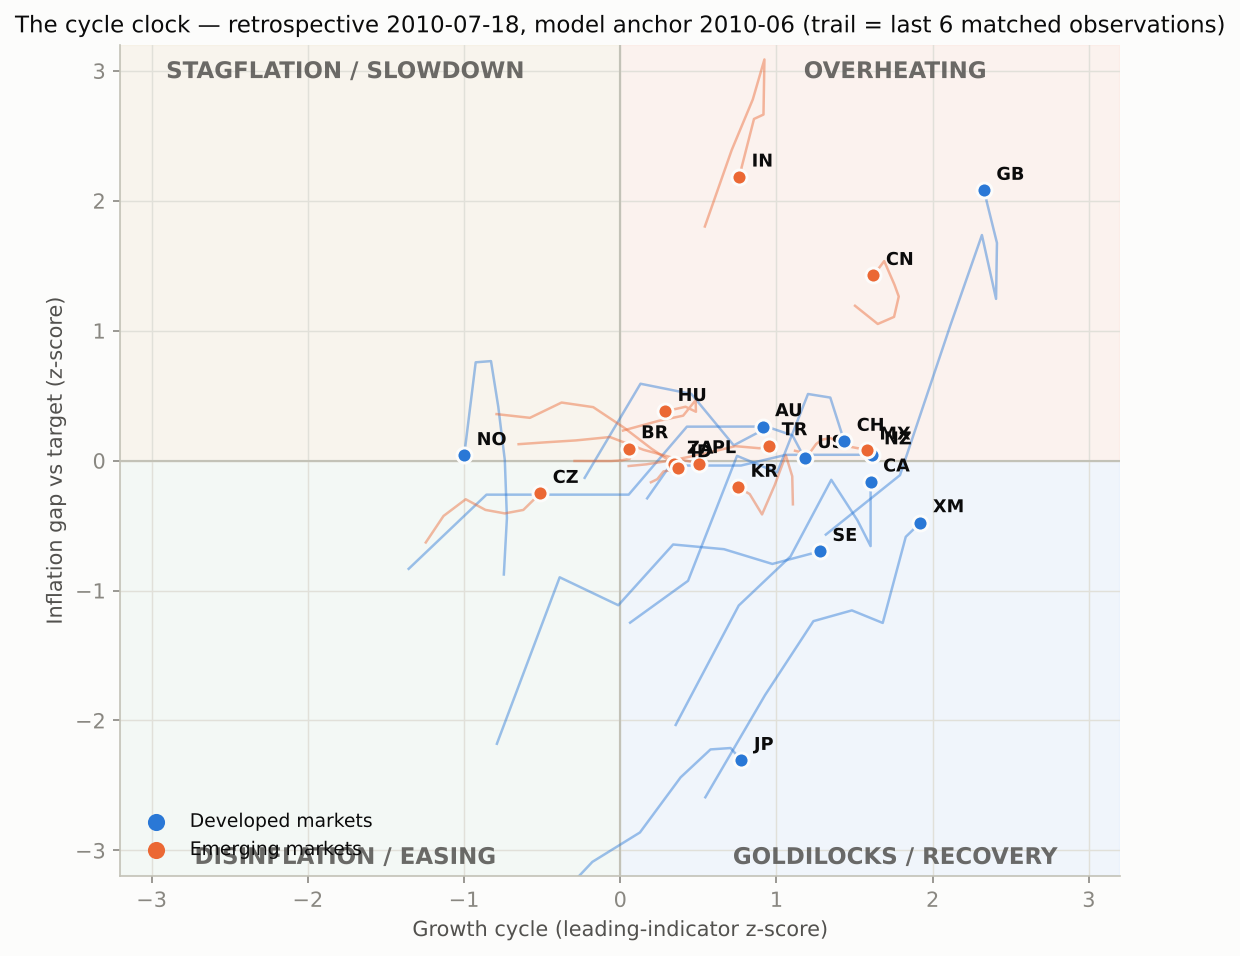 The cycle clock — retrospective 2010-07-18, model anchor 2010-06 (trail = last 6 matched observations)
STAGFLATION / SLOWDOWN
OVERHEATING
IN
GB
CN
HU
AU
BR
TR
CH
MX
NZ
NO
ZA
ID
PL
US
CA
KR
CZ
XM
SE
JP
Developed markets
Emerging markets
DISINFLATION / EASING
GOLDILOCKS / RECOVERY
3
2
1
0
−1
−2
−3
−3
−2
−1
0
1
2
3
Inflation gap vs target (z-score)
Growth cycle (leading-indicator z-score)